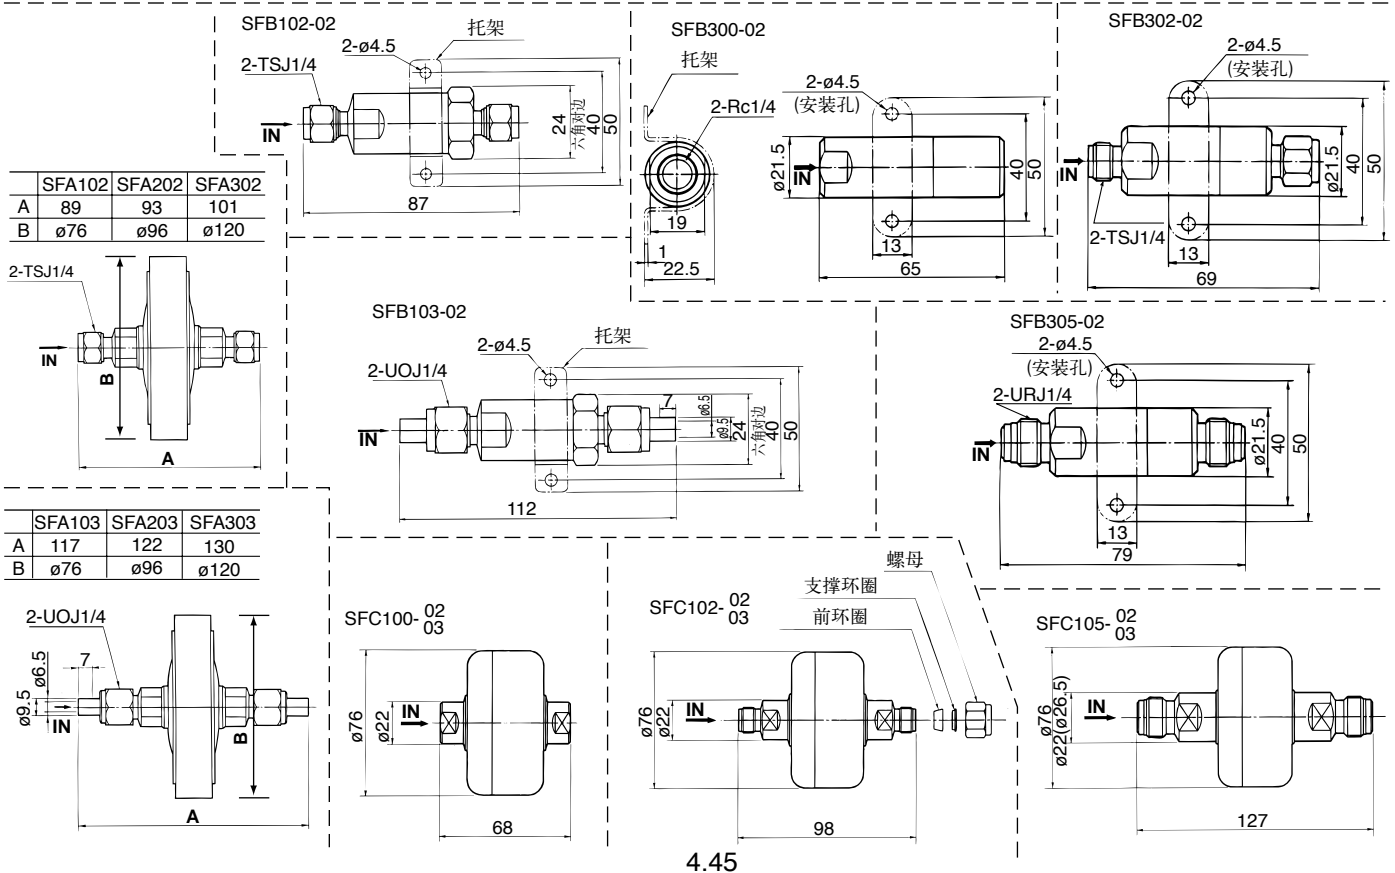 SFB102-02
托架
2-ø4.5
2-TSJ1/4
IN
24
六角对边
40
50
87
SFB300-02
托架
2-Rc1/4
19
1
22.5
2-ø4.5
(安装孔)
ø21.5
IN
40
50
13
65
SFB302-02
2-ø4.5
(安装孔)
IN
2-TSJ1/4
ø21.5
40
50
13
69
SFA102 SFA202 SFA302
A 89 93 101
B ø76 ø96 ø120
2-TSJ1/4
IN
B
A
SFB103-02
托架
2-ø4.5
2-UOJ1/4
IN
7
ø6.5
ø9.5
24
六角对边
40
50
112
SFB305-02
2-ø4.5
(安装孔)
2-URJ1/4
IN
ø21.5
40
50
13
79
SFA103 SFA203 SFA303
A 117 122 130
B ø76 ø96 ø120
2-UOJ1/4
7
ø6.5
ø9.5
IN
B
A
SFC100-02
03
IN
ø76
ø22
68
SFC102-02
03
螺母
支撑环圈
前环圈
IN
ø76
ø22
98
SFC105-02
03
IN
ø76
ø22(ø26.5)
127
4.45